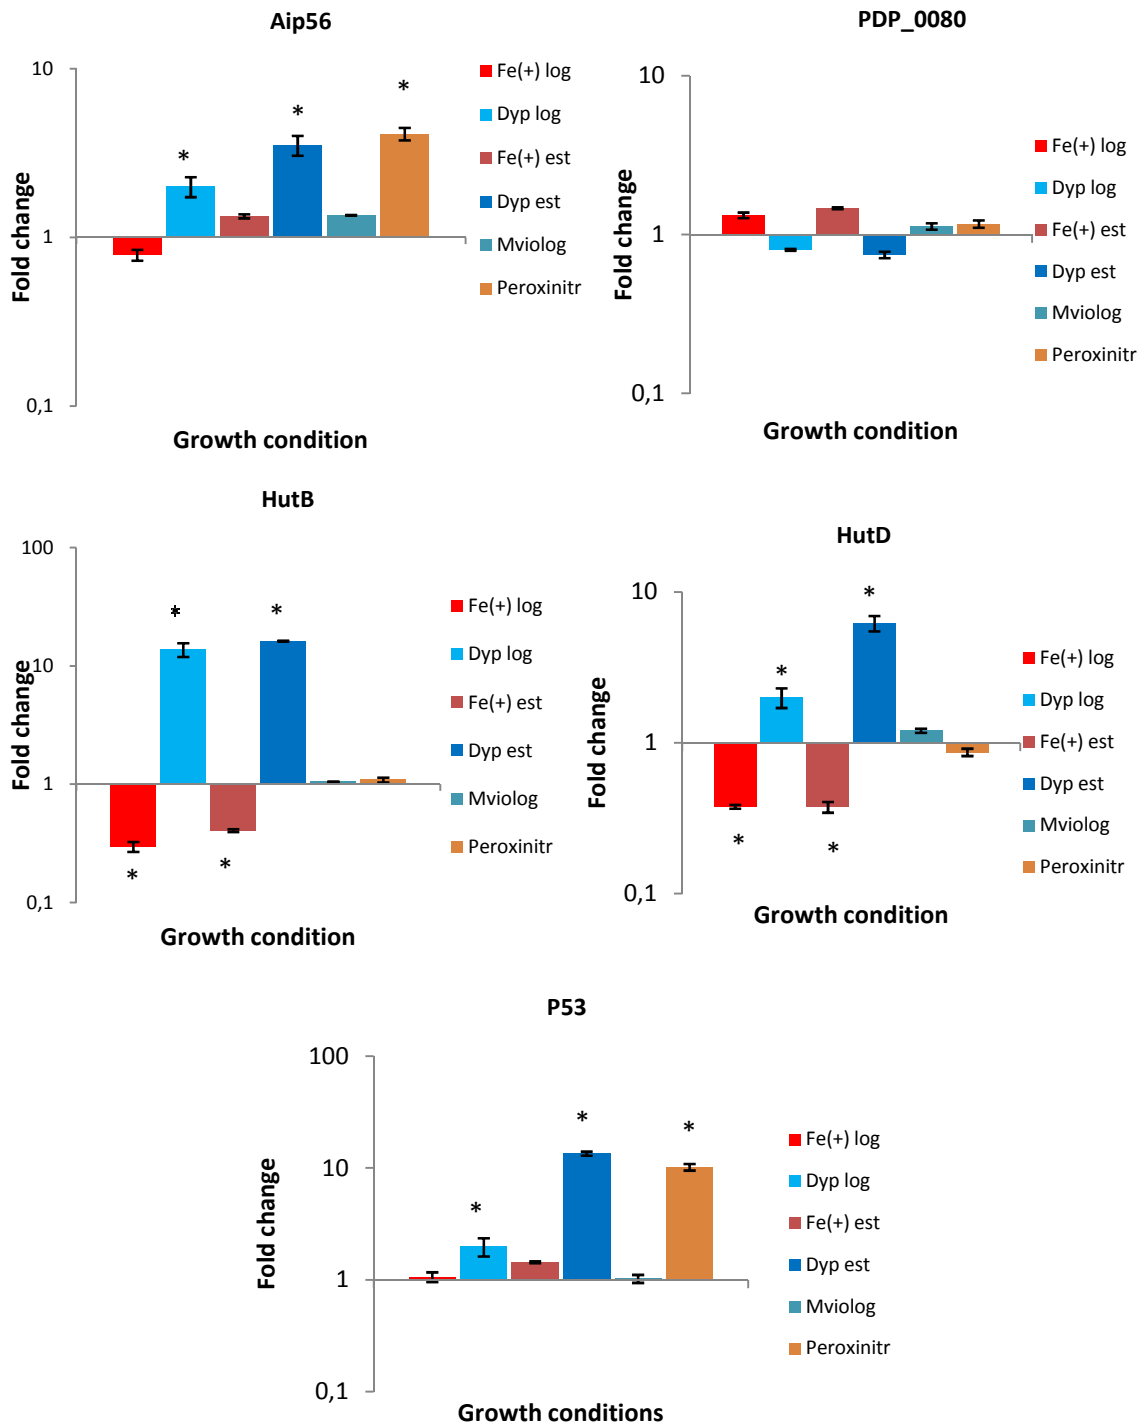 Aip56
10
1
0,1
Fold change
*
*
*
Growth condition
Fe(+) log
Dyp log
Fe(+) est
Dyp est
Mviolog
Peroxinitr
PDP_0080
10
1
0,1
Fold change
Growth condition
Fe(+) log
Dyp log
Fe(+) est
Dyp est
Mviolog
Peroxinitr
HutB
100
10
1
0,1
Fold change
*
*
*
*
Growth condition
Fe(+) log
Dyp log
Fe(+) est
Dyp est
Mviolog
Peroxinitr
HutD
10
1
0,1
Fold change
*
*
*
*
Growth condition
Fe(+) log
Dyp log
Fe(+) est
Dyp est
Mviolog
Peroxinitr
P53
100
10
1
0,1
Fold change
*
*
*
Growth conditions
Fe(+) log
Dyp log
Fe(+) est
Dyp est
Mviolog
Peroxinitr